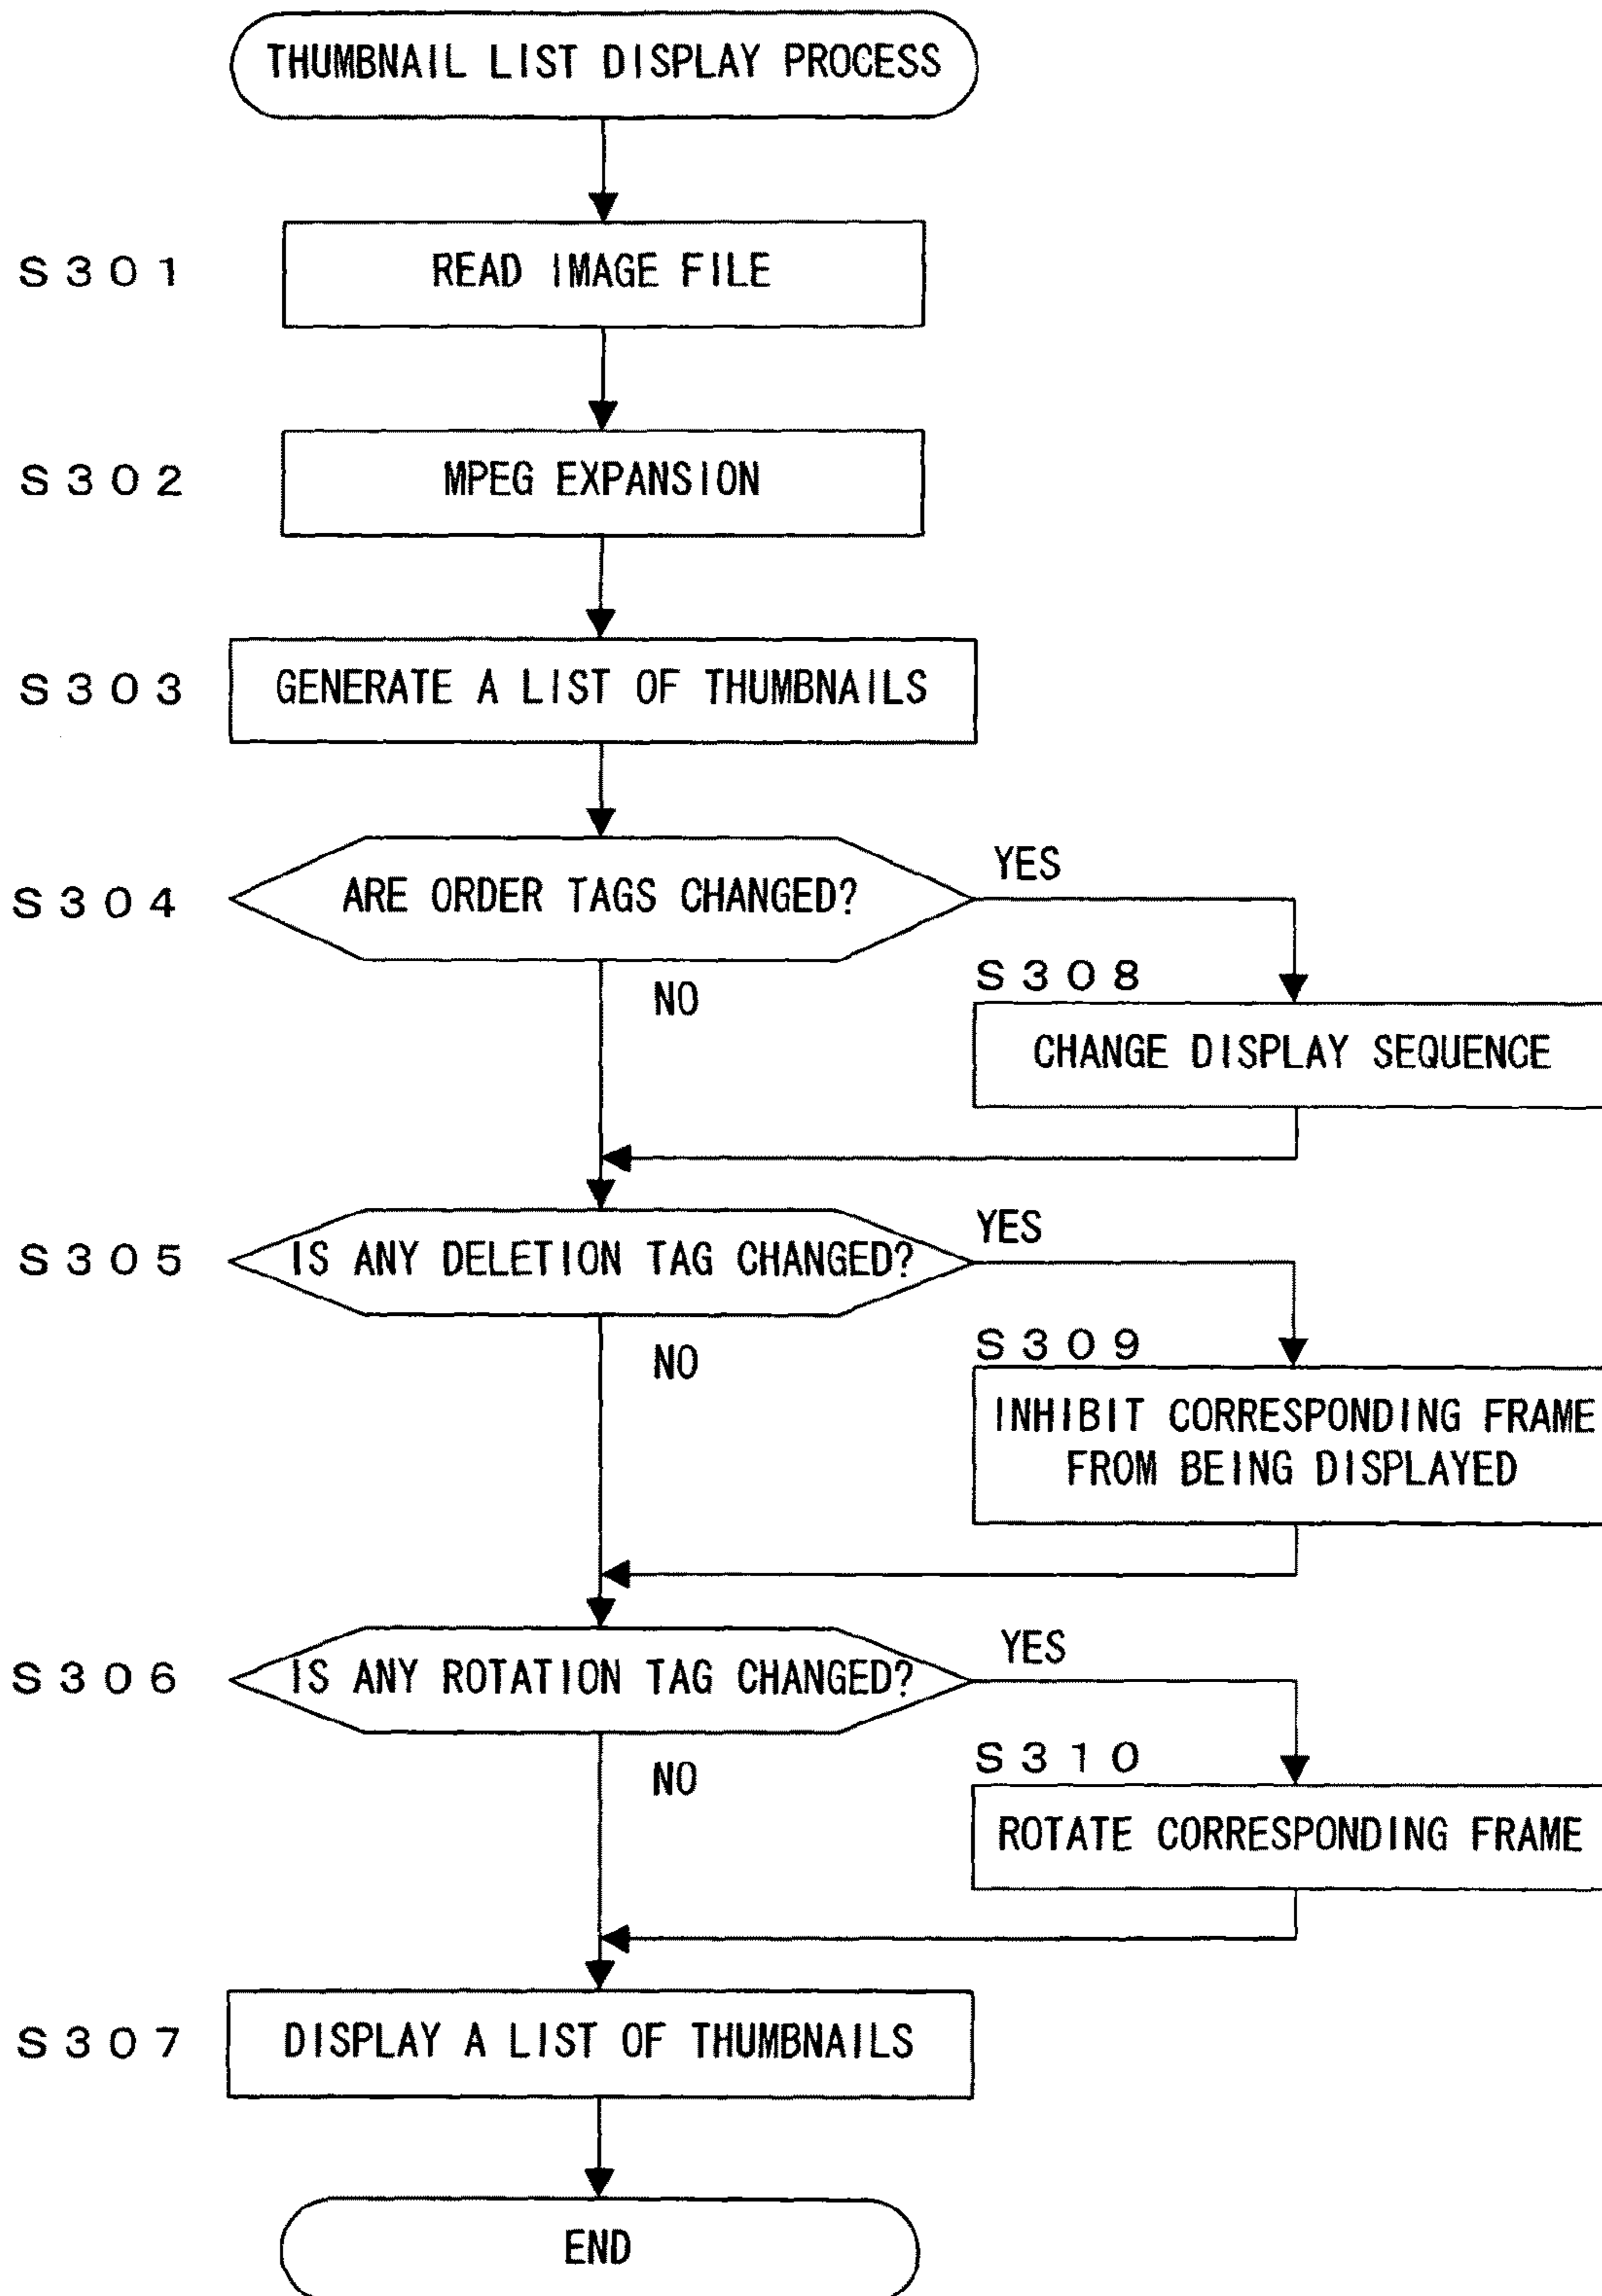 THUMBNAIL LIST DISPLAY PROCESS
S301
READ IMAGE FILE
S302
MPEG EXPANSION
S303
GENERATE A LIST OF THUMBNAILS
S304
ARE ORDER TAGS CHANGED?
YES
NO
S308
CHANGE DISPLAY SEQUENCE
S305
IS ANY DELETION TAG CHANGED?
YES
NO
S309
INHIBIT CORRESPONDING FRAME
FROM BEING DISPLAYED
S306
IS ANY ROTATION TAG CHANGED?
YES
NO
S310
ROTATE CORRESPONDING FRAME
S307
DISPLAY A LIST OF THUMBNAILS
END